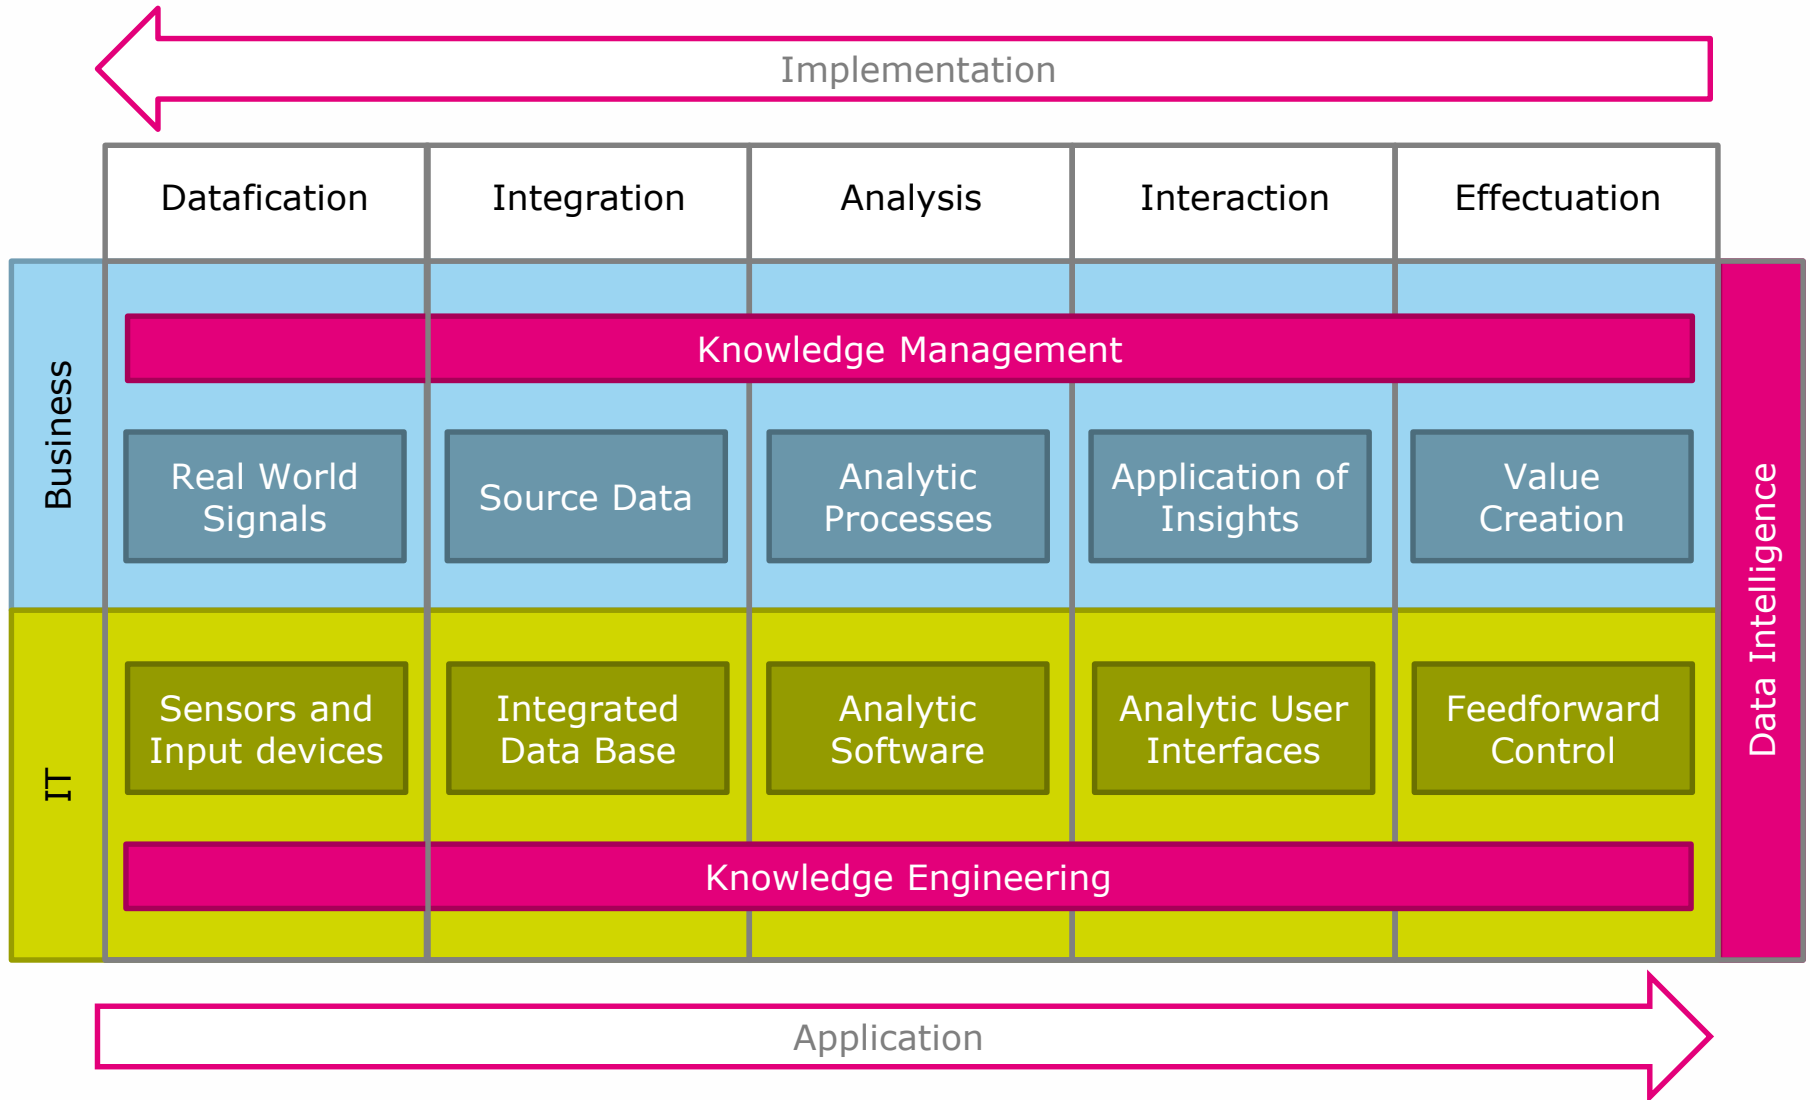 Implementation
Datafication
Integration
Analysis
Interaction
Effectuation
Business
Knowledge Management
Real World
Signals
Source Data
Analytic
Processes
Application of
Insights
Value
Creation
Data Intelligence
IT
Sensors and
Input devices
Integrated
Data Base
Analytic
Software
Analytic User
Interfaces
Feedforward
Control
Knowledge Engineering
Application